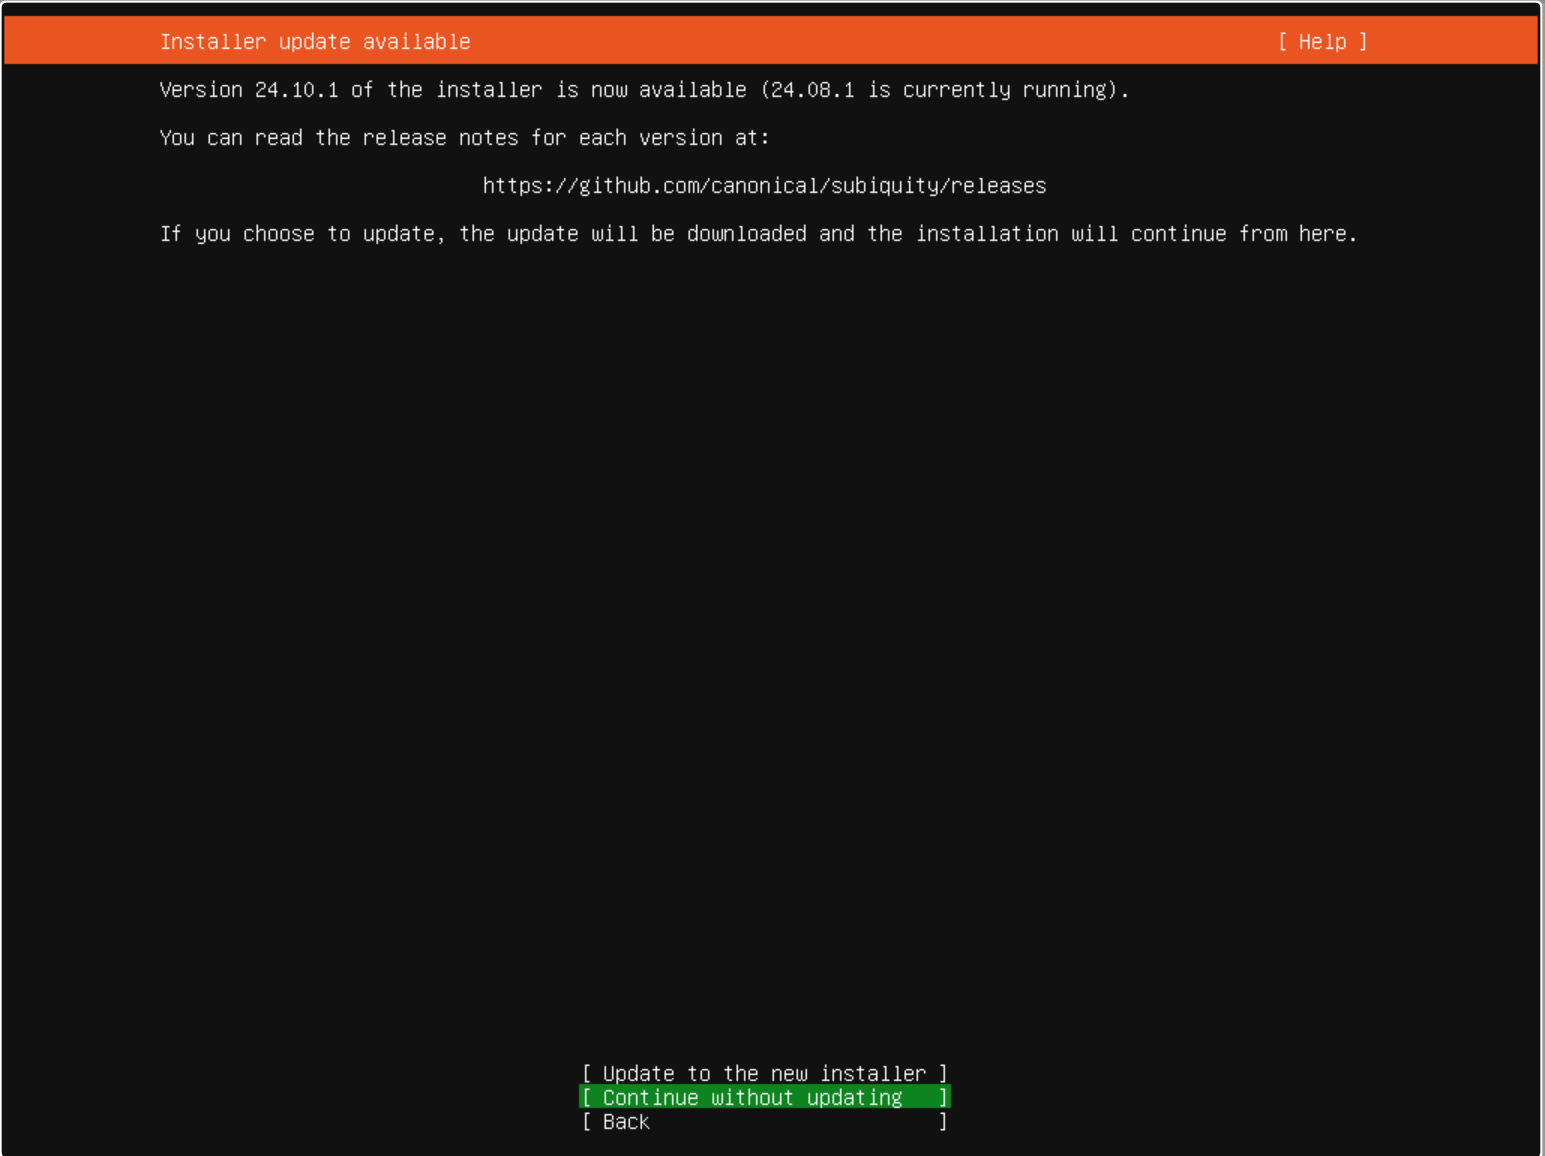 Installer update available [ Help ]
Version 24.10.1 of the installer is now available (24.08.1 is currently running).
You can read the release notes for each version at:
https://github.com/canonical/subiquity/releases
If you choose to update, the update will be downloaded and the installation will continue from here.
[ Update to the new installer ]
[ Continue without updating ]
[ Back ]